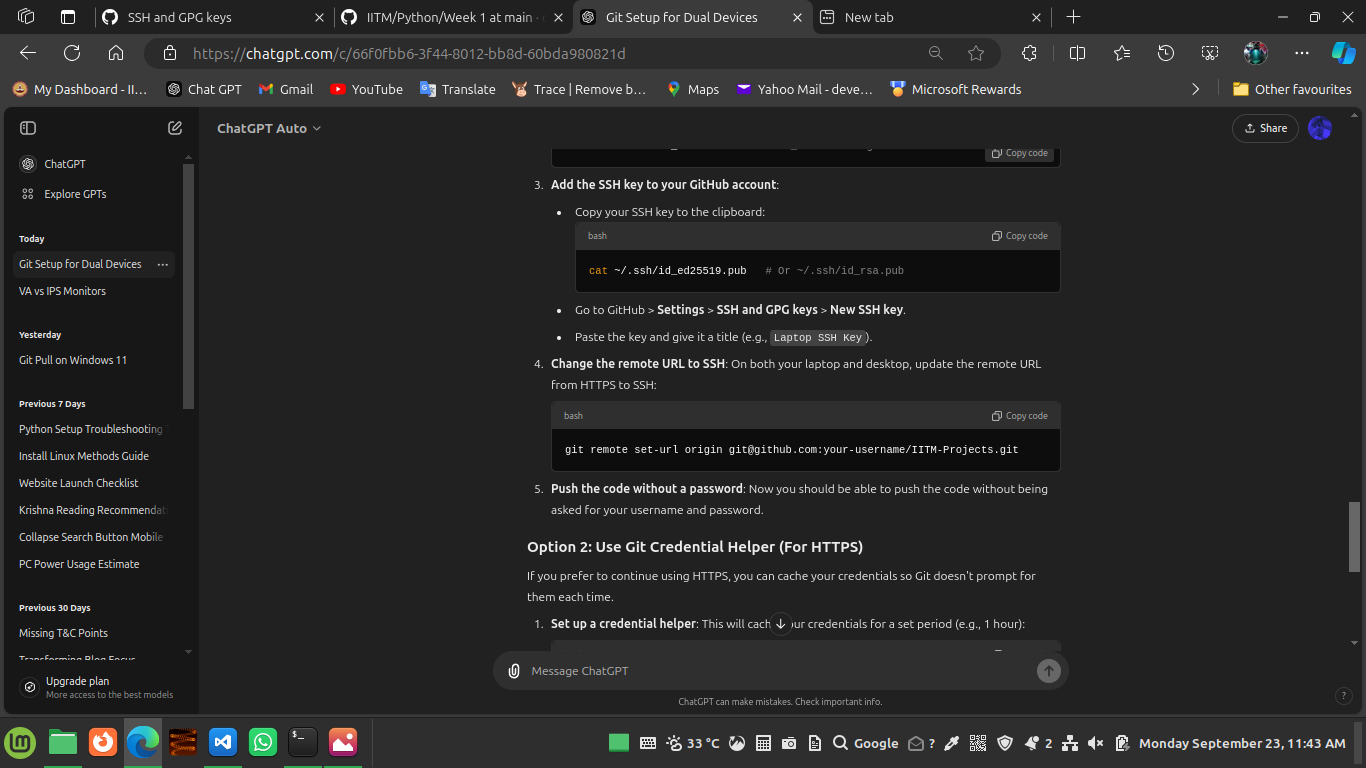 SSH and GPG keys
IITM/Python/Week 1 at main ·
Git Setup for Dual Devices
New tab
https://chatgpt.com/c/66f0fbb6-3f44-8012-bb8d-60bda980821d
My Dashboard - II...
Chat GPT
Gmail
YouTube
Translate
Trace | Remove b...
Maps
Yahoo Mail - deve...
Microsoft Rewards
Other favourites
ChatGPT Auto
Share
ChatGPT
Explore GPTs
Today
Git Setup for Dual Devices
VA vs IPS Monitors
Yesterday
Git Pull on Windows 11
Previous 7 Days
Python Setup Troubleshooting
Install Linux Methods Guide
Website Launch Checklist
Krishna Reading Recommendat
Collapse Search Button Mobile
PC Power Usage Estimate
Previous 30 Days
Missing T&C Points
Transforming Blog Focus
Upgrade plan
More access to the best models
Copy code
3. Add the SSH key to your GitHub account:
• Copy your SSH key to the clipboard:
bash
Copy code
cat ~/.ssh/id_ed25519.pub   # Or ~/.ssh/id_rsa.pub
• Go to GitHub > Settings > SSH and GPG keys > New SSH key.
• Paste the key and give it a title (e.g., Laptop SSH Key).
4. Change the remote URL to SSH: On both your laptop and desktop, update the remote URL
from HTTPS to SSH:
bash
Copy code
git remote set-url origin git@github.com:your-username/IITM-Projects.git
5. Push the code without a password: Now you should be able to push the code without being
asked for your username and password.
Option 2: Use Git Credential Helper (For HTTPS)
If you prefer to continue using HTTPS, you can cache your credentials so Git doesn't prompt for
them each time.
1. Set up a credential helper: This will cach our credentials for a set period (e.g., 1 hour):
Message ChatGPT
ChatGPT can make mistakes. Check important info.
?
$_
33 °C
Google
?
2
Monday September 23, 11:43 AM